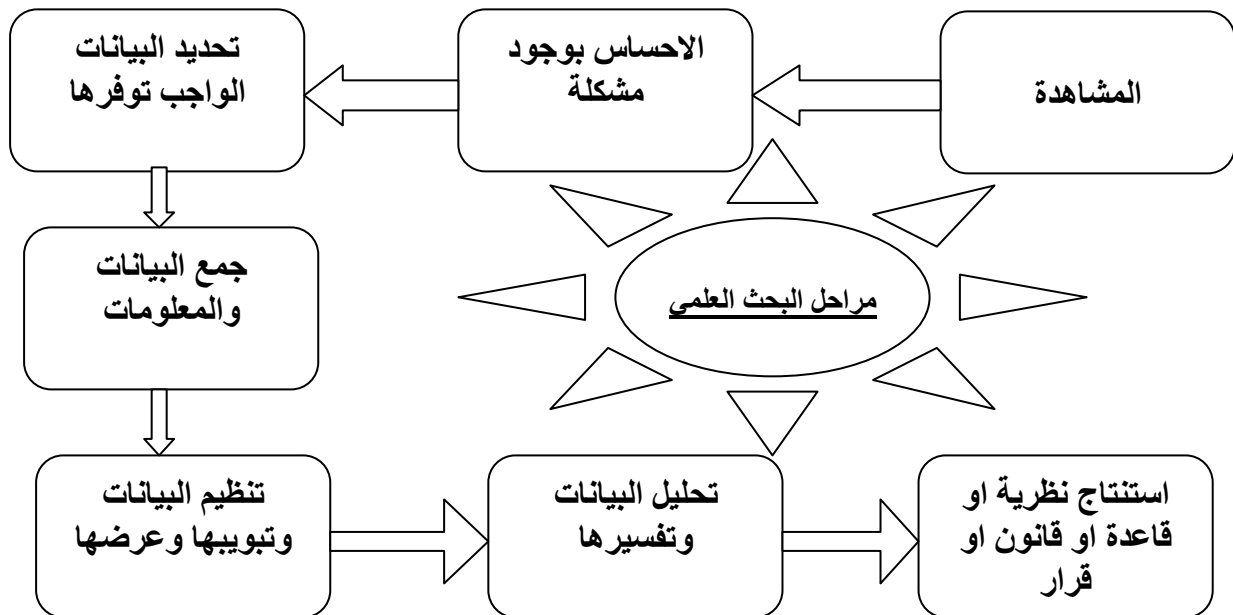 المشاهدة
الاحساس بوجود
مشكلة
تحديد البيانات
الواجب توفرها
جمع البيانات
والمعلومات
مراحل البحث العلمي
تنظيم البيانات
وتبويبها وعرضها
تحليل البيانات
وتفسيرها
استنتاج نظرية او
قاعدة او قانون او
قرار